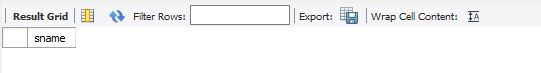 Result Grid Filter Rows: Export: Wrap Cell Content:
sname